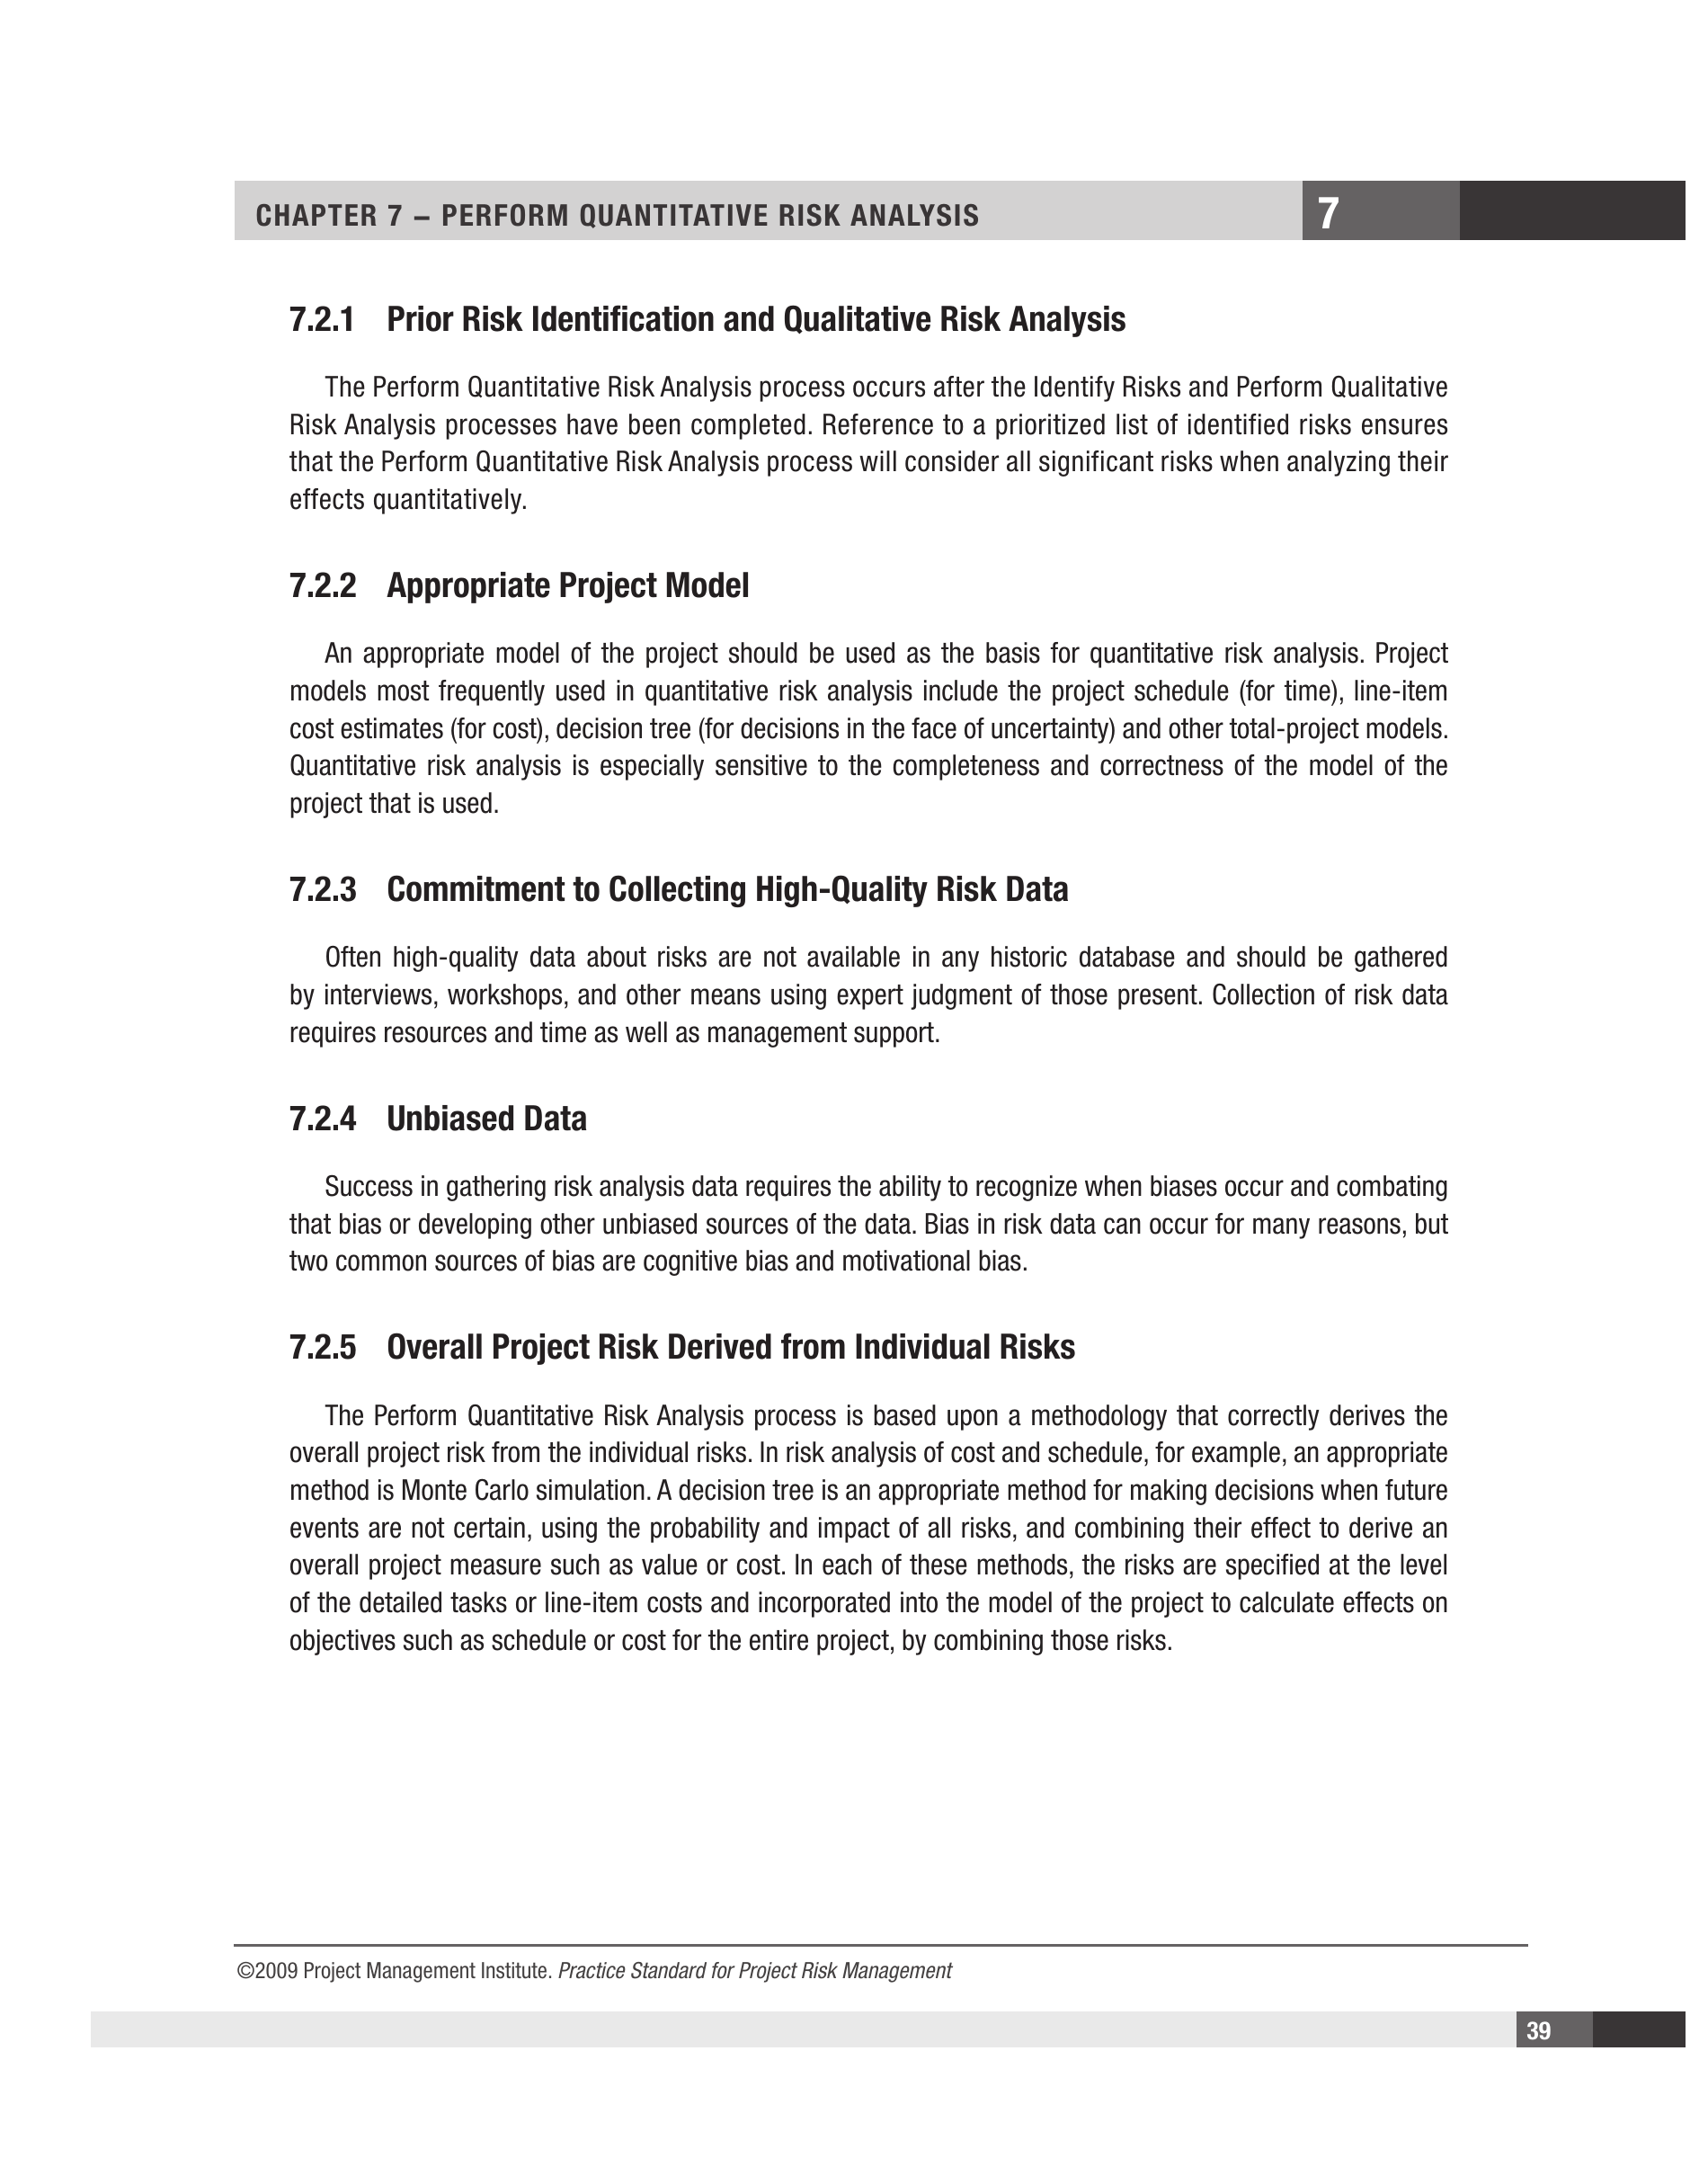 CHAPTER 7 – PERFORM QUANTITATIVE RISK ANALYSIS 7
7.2.1 Prior Risk Identification and Qualitative Risk Analysis
The Perform Quantitative Risk Analysis process occurs after the Identify Risks and Perform Qualitative
Risk Analysis processes have been completed. Reference to a prioritized list of identified risks ensures
that the Perform Quantitative Risk Analysis process will consider all significant risks when analyzing their
effects quantitatively.
7.2.2 Appropriate Project Model
An appropriate model of the project should be used as the basis for quantitative risk analysis. Project
models most frequently used in quantitative risk analysis include the project schedule (for time), line-item
cost estimates (for cost), decision tree (for decisions in the face of uncertainty) and other total-project models.
Quantitative risk analysis is especially sensitive to the completeness and correctness of the model of the
project that is used.
7.2.3 Commitment to Collecting High-Quality Risk Data
Often high-quality data about risks are not available in any historic database and should be gathered
by interviews, workshops, and other means using expert judgment of those present. Collection of risk data
requires resources and time as well as management support.
7.2.4 Unbiased Data
Success in gathering risk analysis data requires the ability to recognize when biases occur and combating
that bias or developing other unbiased sources of the data. Bias in risk data can occur for many reasons, but
two common sources of bias are cognitive bias and motivational bias.
7.2.5 Overall Project Risk Derived from Individual Risks
The Perform Quantitative Risk Analysis process is based upon a methodology that correctly derives the
overall project risk from the individual risks. In risk analysis of cost and schedule, for example, an appropriate
method is Monte Carlo simulation. A decision tree is an appropriate method for making decisions when future
events are not certain, using the probability and impact of all risks, and combining their effect to derive an
overall project measure such as value or cost. In each of these methods, the risks are specified at the level
of the detailed tasks or line-item costs and incorporated into the model of the project to calculate effects on
objectives such as schedule or cost for the entire project, by combining those risks.
©2009 Project Management Institute. Practice Standard for Project Risk Management
39